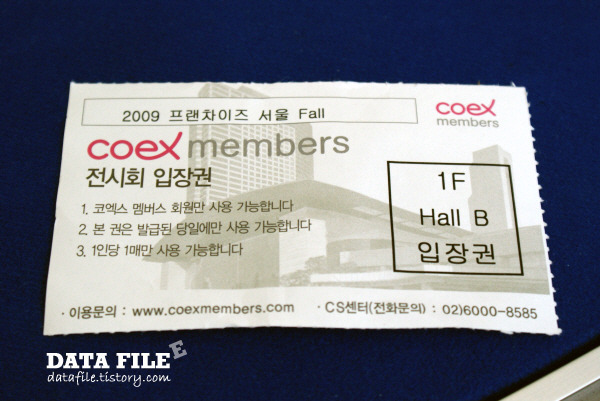 2009 프랜차이즈 서울 Fall
coex
members
coex members
전시회 입장권
1. 코엑스 멤버스 회원만 사용 가능합니다
2. 본 권은 발급된 당일에만 사용 가능합니다
3. 1인당 1매만 사용 가능합니다
1F
Hall B
입장권
· 이용문의 : www.coexmembers.com · CS센터(전화문의) : 02)6000-8585
DATA FILE E
datafile.tistory.com